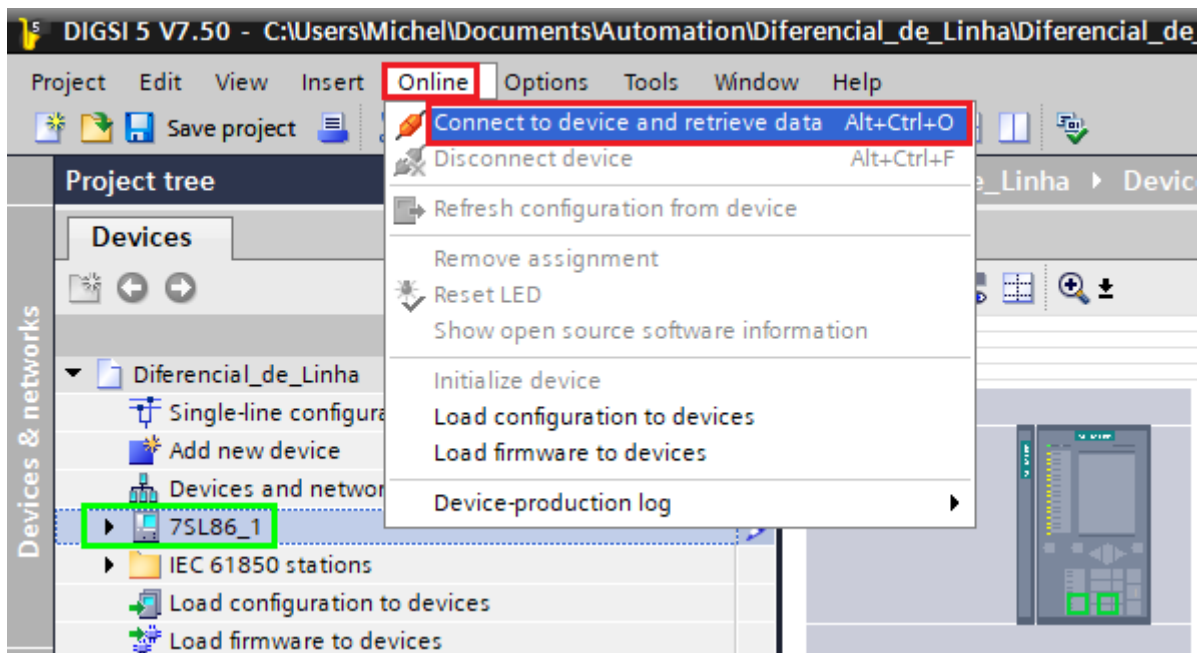 DIGSI 5 V7.50 - C:\Users\Michel\Documents\Automation\Diferencial_de_Linha\Diferencial_de_
Project Edit View Insert Online Options Tools Window Help
Save project
Connect to device and retrieve data Alt+Ctrl+O
Disconnect device Alt+Ctrl+F
Refresh configuration from device
Remove assignment
Reset LED
Show open source software information
Initialize device
Load configuration to devices
Load firmware to devices
Device-production log
Project tree
e_Linha Devic
Devices
Devices & networks
Diferencial_de_Linha
Single-line configura
Add new device
Devices and networ
7SL86_1
IEC 61850 stations
Load configuration to devices
Load firmware to devices